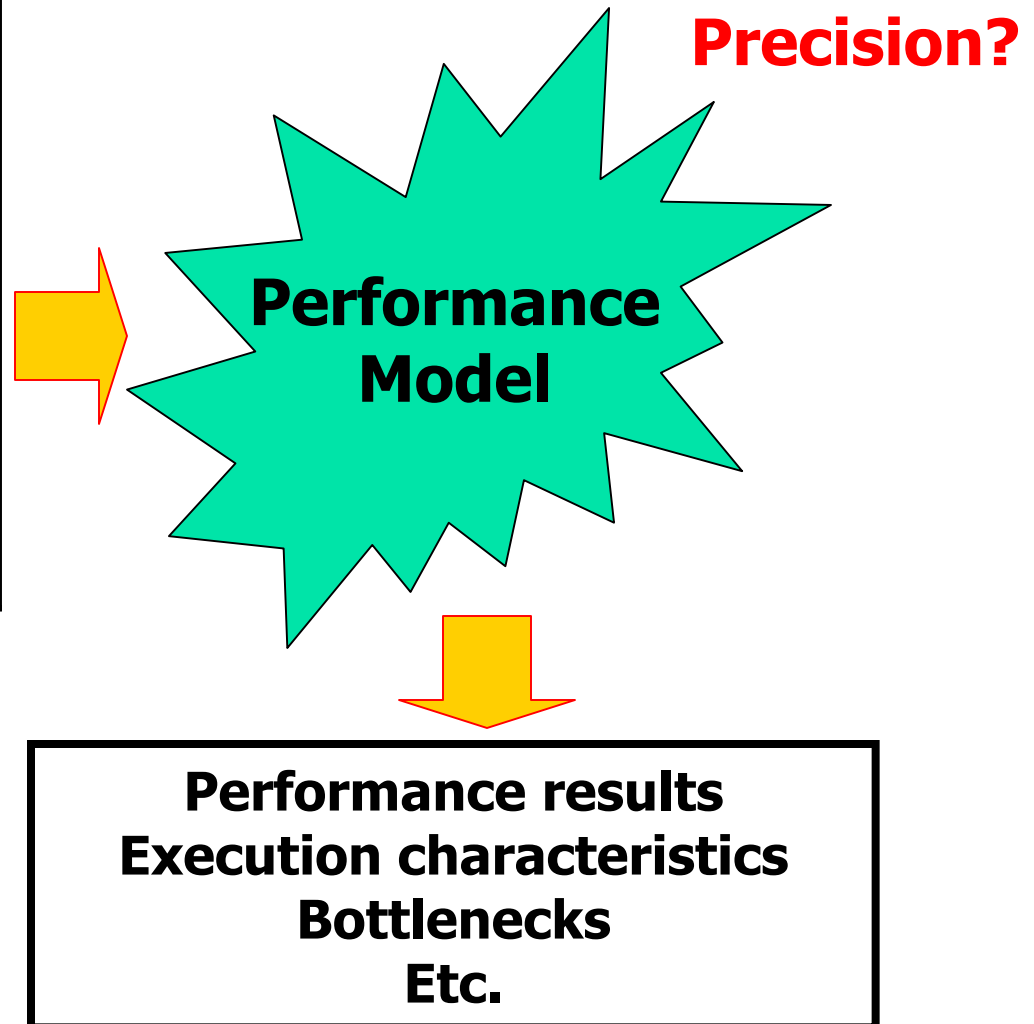 Precision?
Performance
Model
Performance results
Execution characteristics
Bottlenecks
Etc.